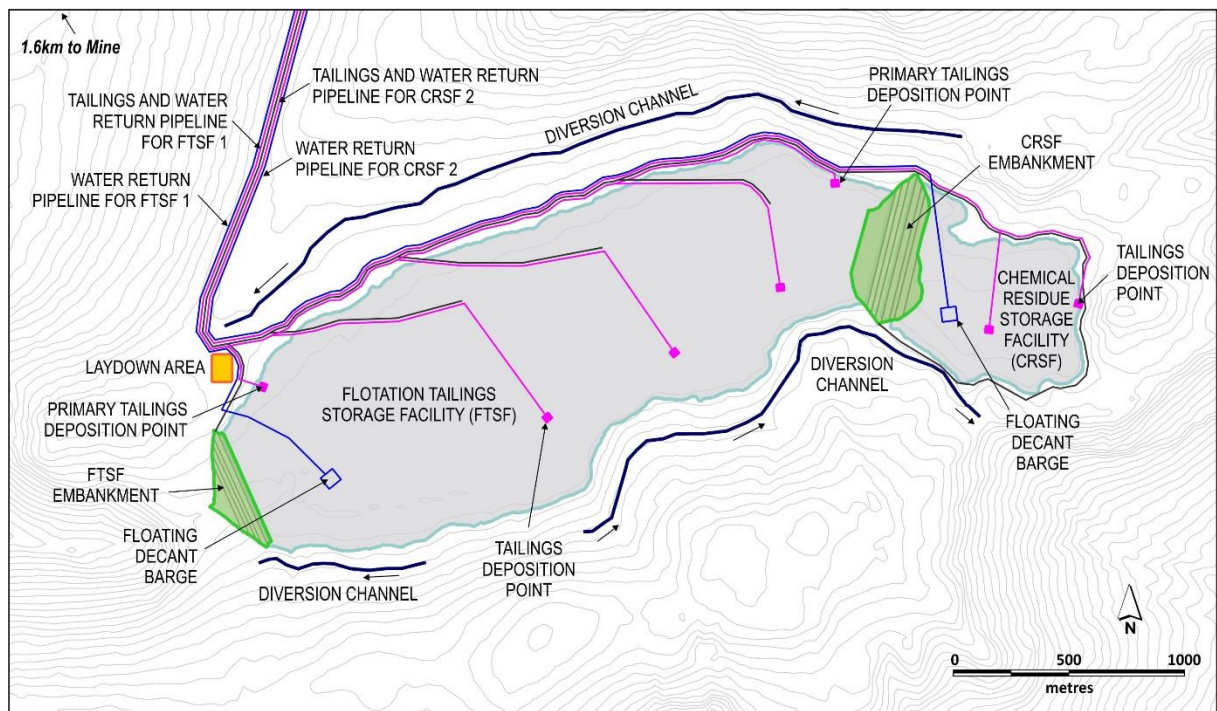 1.6km to Mine
TAILINGS AND WATER RETURN
PIPELINE FOR CRSF 2
TAILINGS AND WATER
RETURN PIPELINE
FOR FTSF 1
WATER RETURN
PIPELINE FOR CRSF 2
WATER RETURN
PIPELINE FOR FTSF 1
DIVERSION CHANNEL
PRIMARY TAILINGS
DEPOSITION POINT
CRSF
EMBANKMENT
TAILINGS
DEPOSITION
POINT
CHEMICAL
RESIDUE
STORAGE
FACILITY
(CRSF)
LAYDOWN AREA
DIVERSION
CHANNEL
FLOTATION TAILINGS
STORAGE FACILITY (FTSF)
PRIMARY TAILINGS
DEPOSITION POINT
FLOATING
DECANT
BARGE
FTSF
EMBANKMENT
FLOATING
DECANT
BARGE
TAILINGS
DEPOSITION
POINT
DIVERSION CHANNEL
N
0 500 1000
metres